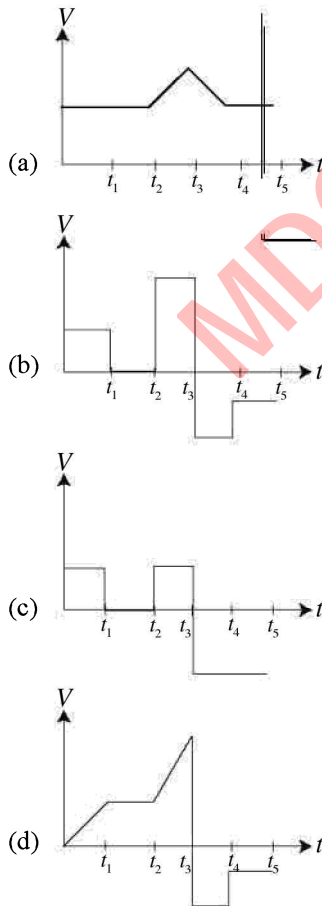 V
(a) t₁ t₂ t₃ t₄ t₅ t
V
(b) t₁ t₂ t₃ t₄ t₅ t
V
(c) t₁ t₂ t₃ t₄ t₅ t
V
(d) t₁ t₂ t₃ t₄ t₅ t